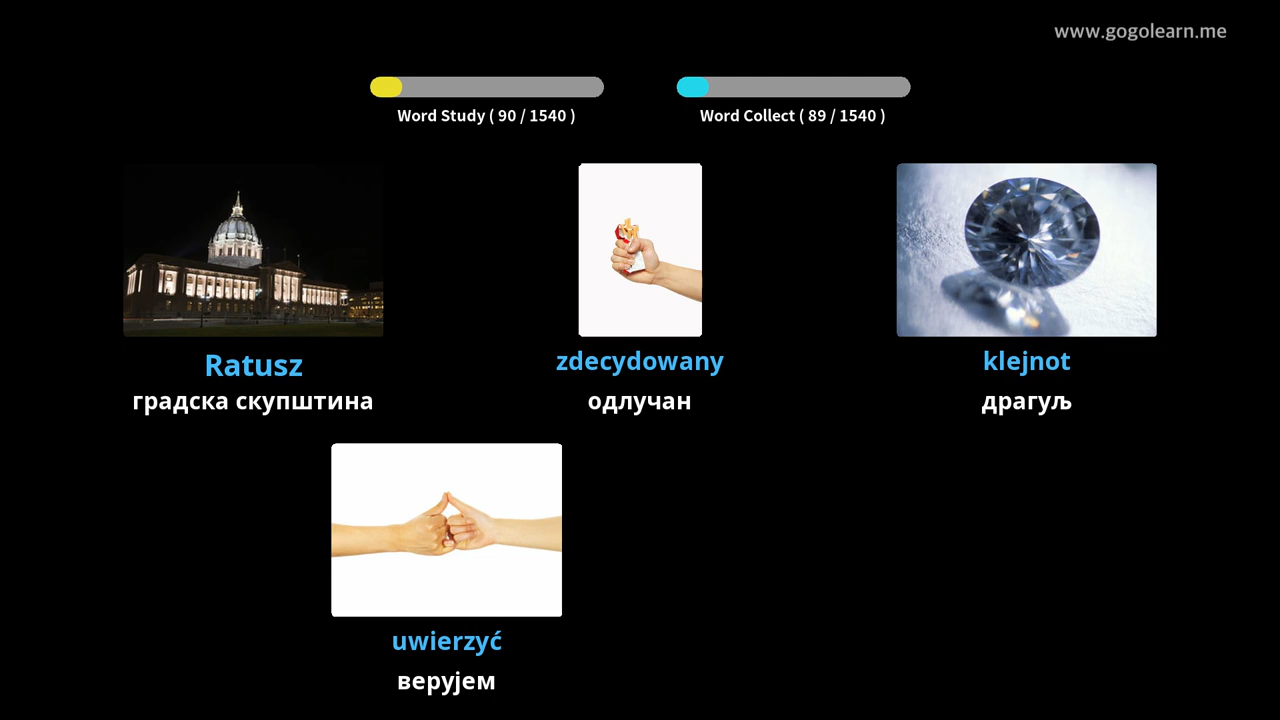 www.gogolearn.me
Word Study ( 90 / 1540 )
Word Collect ( 89 / 1540 )
Ratusz
градска скупштина
zdecydowany
одлучан
klejnot
драгуљ
uwierzyć
верујем